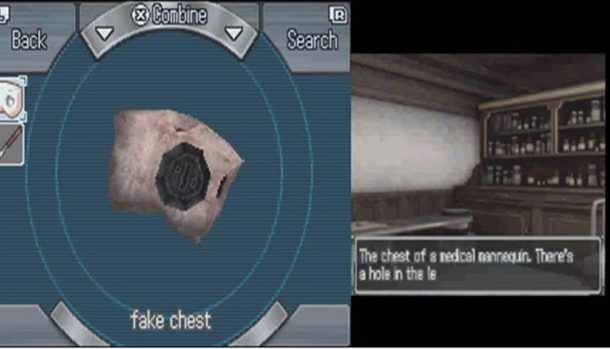 L
Back
X Combine
R
Search
The chest of a medical mannequin. There's
a hole in the le
fake chest